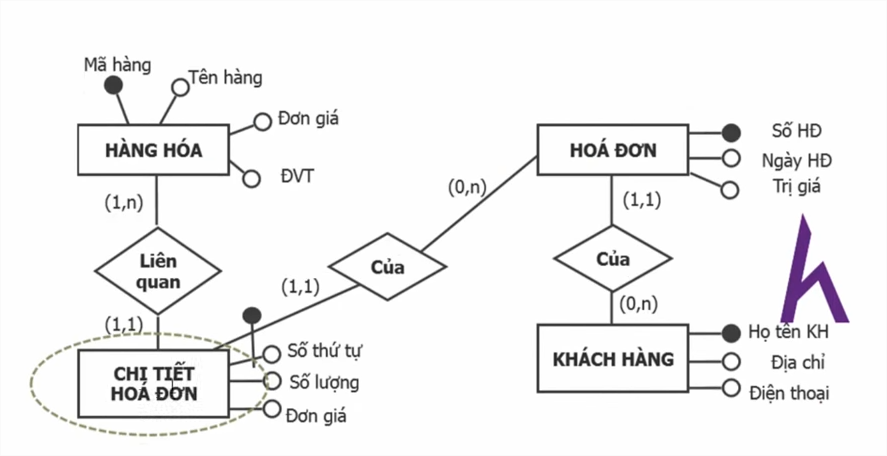 Mã hàng
Tên hàng
Đơn giá
ĐVT
HÀNG HÓA
(1,n)
Liên
quan
(1,1)
CHI TIẾT
HOÁ ĐƠN
Số thứ tự
Số lượng
Đơn giá
(1,1)
Của
(0,n)
HOÁ ĐƠN
Số HĐ
Ngày HĐ
Trị giá
(1,1)
Của
(0,n)
KHÁCH HÀNG
Họ tên KH
Địa chỉ
Điện thoại